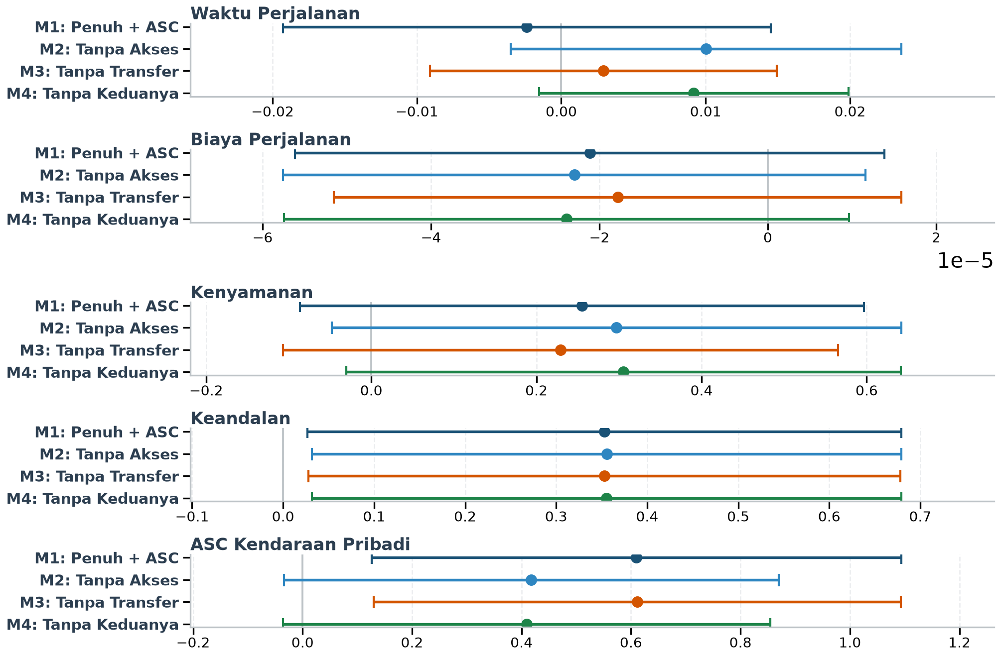 Waktu Perjalanan
M1: Penuh + ASC
M2: Tanpa Akses
M3: Tanpa Transfer
M4: Tanpa Keduanya
−0.02 −0.01 0.00 0.01 0.02
Biaya Perjalanan
M1: Penuh + ASC
M2: Tanpa Akses
M3: Tanpa Transfer
M4: Tanpa Keduanya
−6 −4 −2 0 2
1e−5
Kenyamanan
M1: Penuh + ASC
M2: Tanpa Akses
M3: Tanpa Transfer
M4: Tanpa Keduanya
−0.2 0.0 0.2 0.4 0.6
Keandalan
M1: Penuh + ASC
M2: Tanpa Akses
M3: Tanpa Transfer
M4: Tanpa Keduanya
−0.1 0.0 0.1 0.2 0.3 0.4 0.5 0.6 0.7
ASC Kendaraan Pribadi
M1: Penuh + ASC
M2: Tanpa Akses
M3: Tanpa Transfer
M4: Tanpa Keduanya
−0.2 0.0 0.2 0.4 0.6 0.8 1.0 1.2